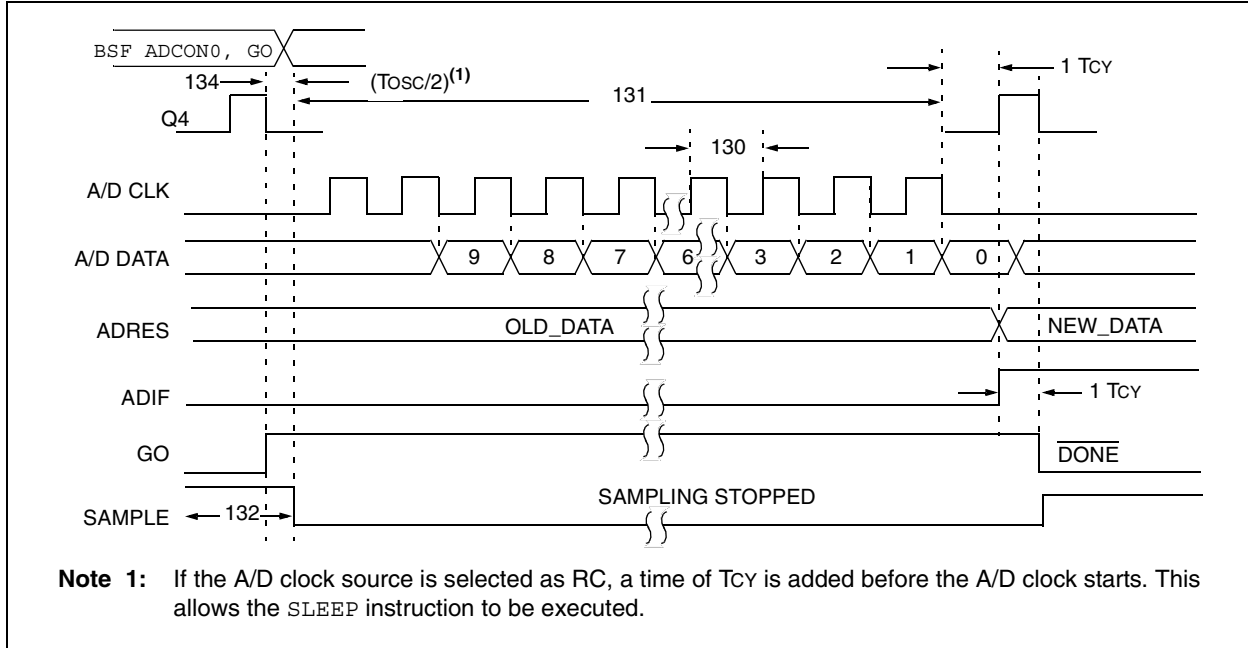 BSF ADCON0, GO
134
(TOSC/2)(1)
1 TCY
131
Q4
130
A/D CLK
A/D DATA
9 8 7 6 3 2 1 0
ADRES
OLD_DATA
NEW_DATA
ADIF
1 TCY
GO
DONE
SAMPLING STOPPED
SAMPLE
132
Note 1: If the A/D clock source is selected as RC, a time of TCY is added before the A/D clock starts. This
allows the SLEEP instruction to be executed.